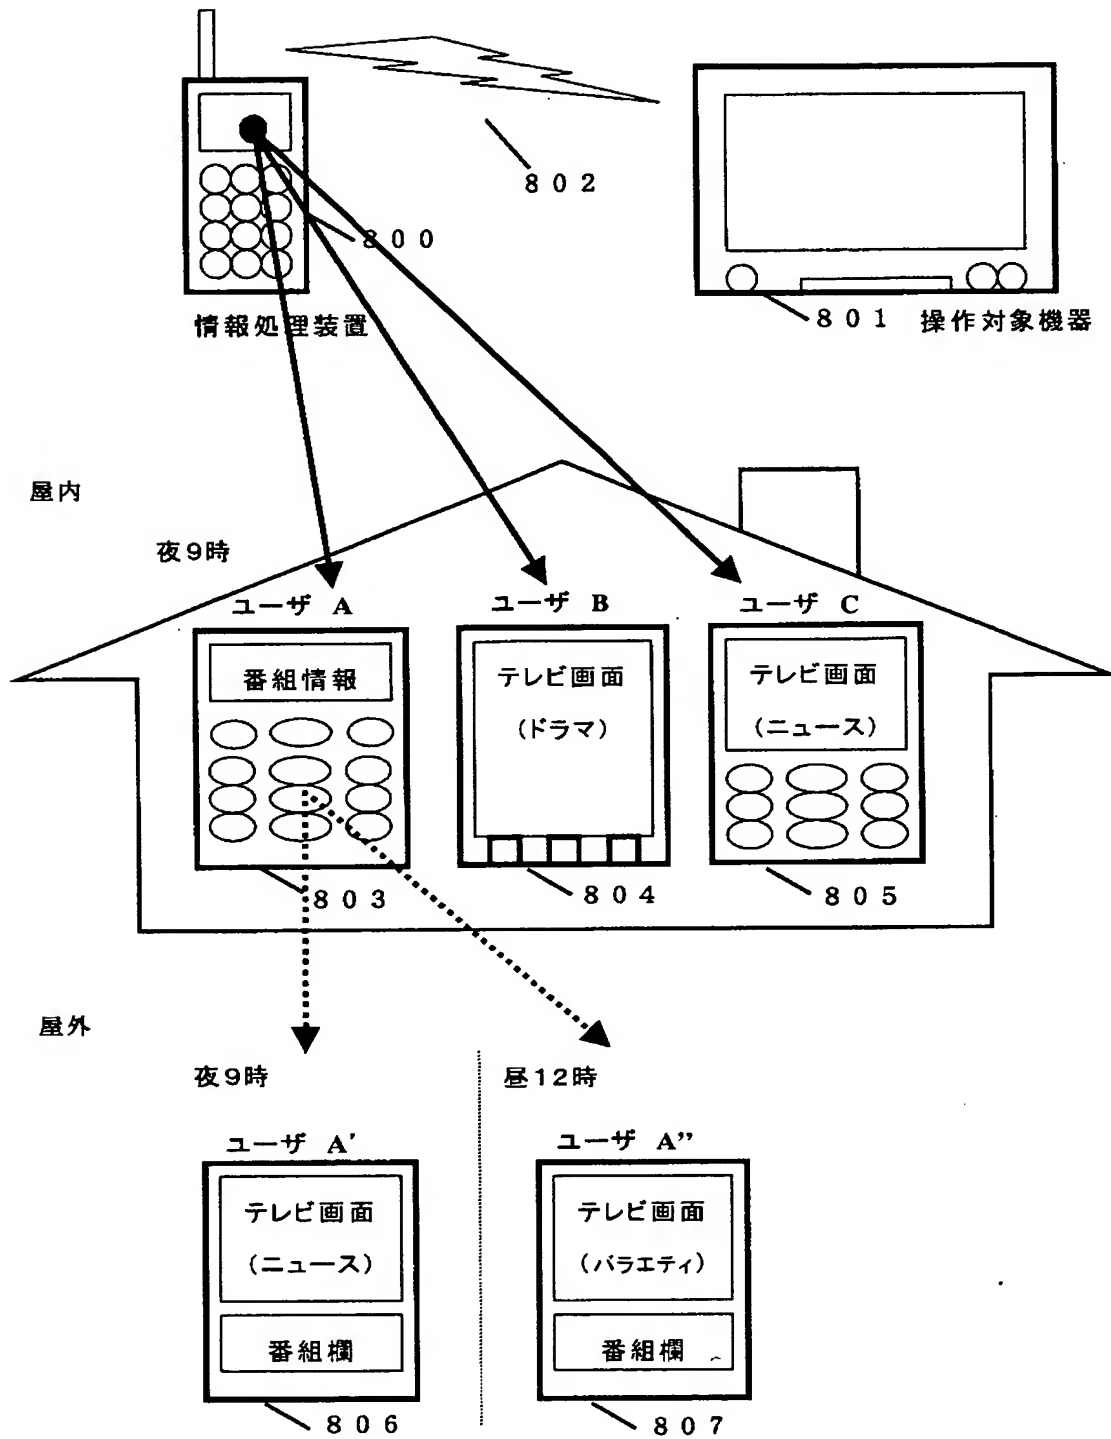 ８０２
８００
情報処理装置
８０１ 操作対象機器
屋内
夜9時
ユーザ A
ユーザ B
ユーザ C
番組情報
テレビ画面
(ドラマ)
テレビ画面
(ニュース)
８０３
８０４
８０５
屋外
夜9時
昼12時
ユーザ A'
ユーザ A”
テレビ画面
(ニュース)
テレビ画面
(バラエティ)
番組欄
番組欄
８０６
８０７